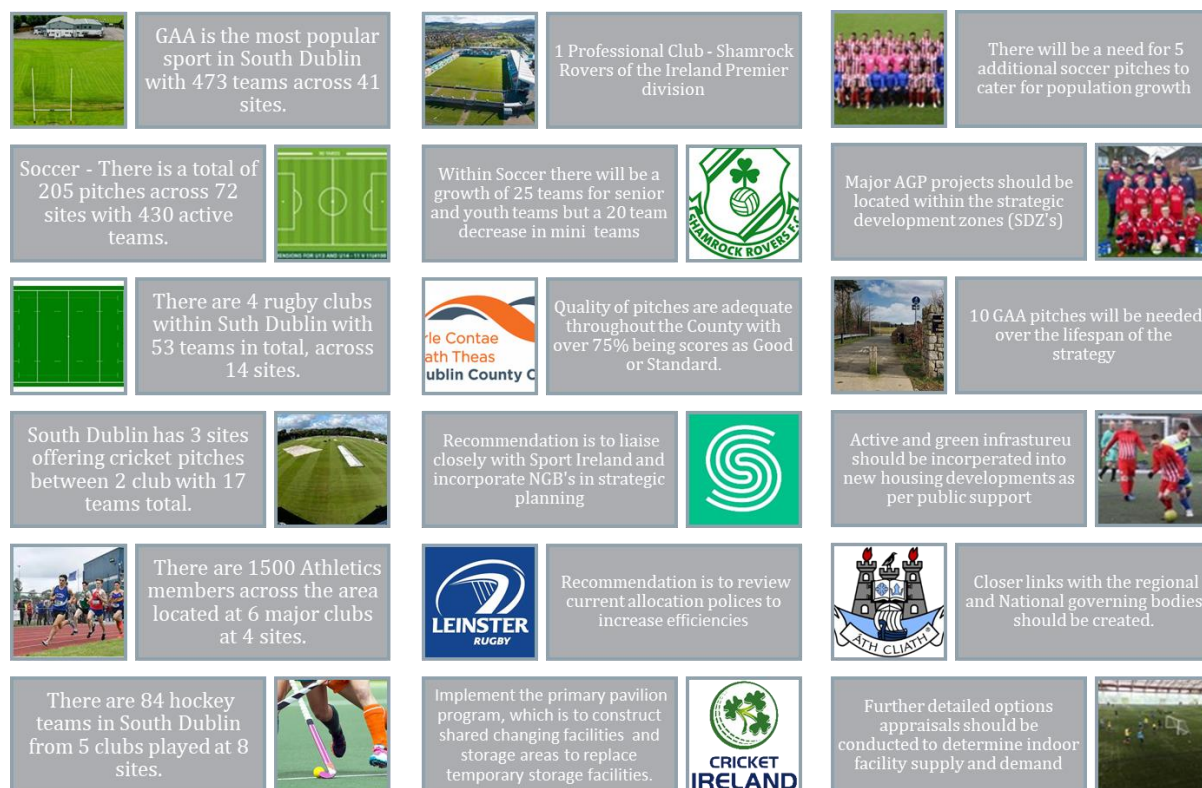 GAA is the most popular
sport in South Dublin
with 473 teams across 41
sites.
Soccer - There is a total of
205 pitches across 72
sites with 430 active
teams.
There are 4 rugby clubs
within Suth Dublin with
53 teams in total, across
14 sites.
South Dublin has 3 sites
offering cricket pitches
between 2 club with 17
teams total.
There are 1500 Athletics
members across the area
located at 6 major clubs
at 4 sites.
There are 84 hockey
teams in South Dublin
from 5 clubs played at 8
sites.
1 Professional Club - Shamrock
Rovers of the Ireland Premier
division
Within Soccer there will be a
growth of 25 teams for senior
and youth teams but a 20 team
decrease in mini teams
SHAMROCK ROVERS F.C
rle Contae
ath Theas
ublin County C
Quality of pitches are adequate
throughout the County with
over 75% being scores as Good
or Standard.
Recommendation is to liaise
closely with Sport Ireland and
incorporate NGB's in strategic
planning
LEINSTER
RUGBY
Recommendation is to review
current allocation polices to
increase efficiencies
Implement the primary pavilion
program, which is to construct
shared changing facilities and
storage areas to replace
temporary storage facilities.
CRICKET
IRELAND
There will be a need for 5
additional soccer pitches to
cater for population growth
Major AGP projects should be
located within the strategic
development zones (SDZ's)
10 GAA pitches will be needed
over the lifespan of the
strategy
Active and green infrastureu
should be incorperated into
new housing developments as
per public support
ÁTH CLIATH
Closer links with the regional
and National governing bodies
should be created.
Further detailed options
appraisals should be
conducted to determine indoor
facility supply and demand